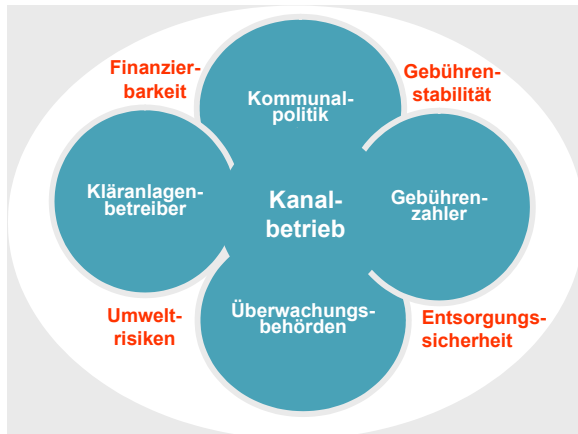 Finanzier-
barkeit
Gebühren-
stabilität
Kommunal-
politik
Kläranlagen-
betreiber
Kanal-
betrieb
Gebühren-
zahler
Umwelt-
risiken
Überwachungs-
behörden
Entsorgungs-
sicherheit